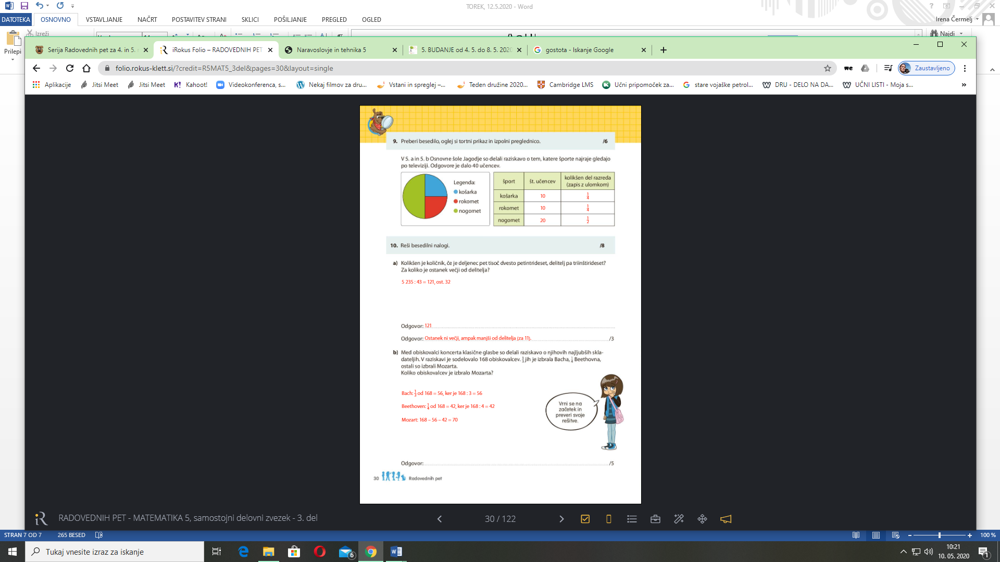 TOREK, 12.5.2020 - Word
DATOTEKA OSNOVNO VSTAVLJANJE NAČRT POSTAVITEV STRANI SKLICI POŠILJANJE PREGLED OGLED
Irena Čermelj
Prilepi
Izreži
Najdi
Serija Radovednih pet za 4. in 5.
iRokus Folio – RADOVEDNIH PET
Naravoslovje in tehnika 5
5. BUDANJE od 4. 5. do 8. 5. 2020
gostota - Iskanje Google
folio.rokus-klett.si/?credit=R5MAT5_3del&pages=30&layout=single
Zaustavljeno
Aplikacije Jitsi Meet Jitsi Meet Kahoot! Videokonferenca, s... Nekaj filmov za dru... Vstani in spreglej –... Teden družine 2020... Cambridge LMS Učni pripomoček za... stare vojaške petrol... DRU - DELO NA DA... UČNI LISTI - Moja s... »
9. Preberi besedilo, oglej si tortni prikaz in izpolni preglednico. /6
V 5. a in 5. b Osnovne šole Jagodje so delali raziskavo o tem, katere športe najraje gledajo
po televiziji. Odgovore je dalo 40 učencev.
Legenda:
košarka
rokomet
nogomet
šport št. učencev kolikšen del razreda (zapis z ulomkom)
košarka 10 1/4
rokomet 10 1/4
nogomet 20 1/2
10. Reši besedilni nalogi. /8
a) Kolikšen je količnik, če je deljenec pet tisoč dvesto petintrideset, delitelj pa triinštirideset?
Za koliko je ostanek večji od delitelja?
5 235 : 43 = 121, ost. 32
Odgovor: 121
Odgovor: Ostanek ni večji, ampak manjši od delitelja (za 11). /3
b) Med obiskovalci koncerta klasične glasbe so delali raziskavo o njihovih najljubših skla-
dateljih. V raziskavi je sodelovalo 168 obiskovalcev. 1/3 jih je izbrala Bacha, 1/4 Beethovna,
ostali so izbrali Mozarta.
Koliko obiskovalcev je izbralo Mozarta?
Bach: 1/3 od 168 = 56, ker je 168 : 3 = 56
Beethoven: 1/4 od 168 = 42, ker je 168 : 4 = 42
Mozart: 168 – 56 – 42 = 70
Vrni se na
začetek in
preveri svoje
rešitve.
Odgovor: /5
30 Radovednih pet
iR RADOVEDNIH PET - MATEMATIKA 5, samostojni delovni zvezek - 3. del
30 / 122
STRAN 7 OD 7 265 BESED
100 %
Tukaj vnesite izraz za iskanje
6
10:21
10. 05. 2020
1